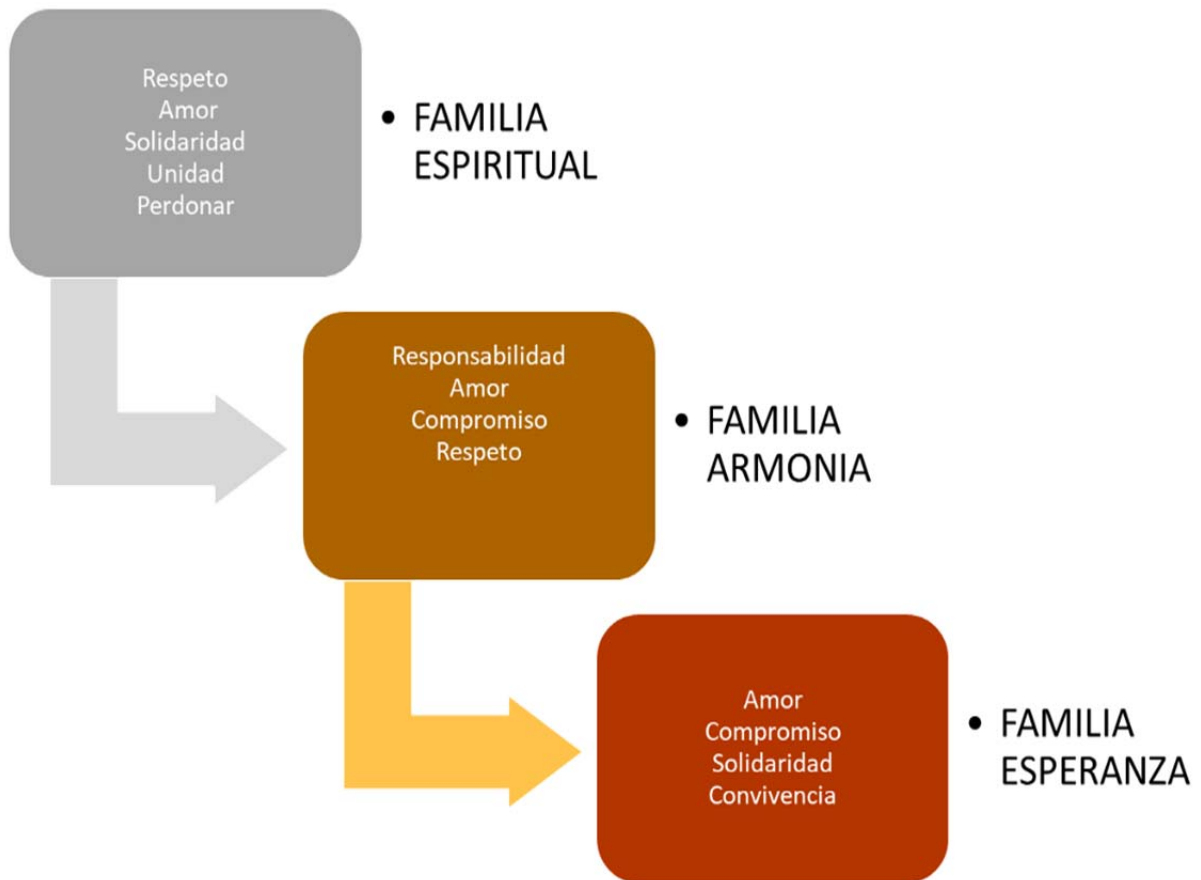 Respeto
Amor
Solidaridad
Unidad
Perdonar
• FAMILIA
ESPIRITUAL
Responsabilidad
Amor
Compromiso
Respeto
• FAMILIA
ARMONIA
Amor
Compromiso
Solidaridad
Convivencia
• FAMILIA
ESPERANZA